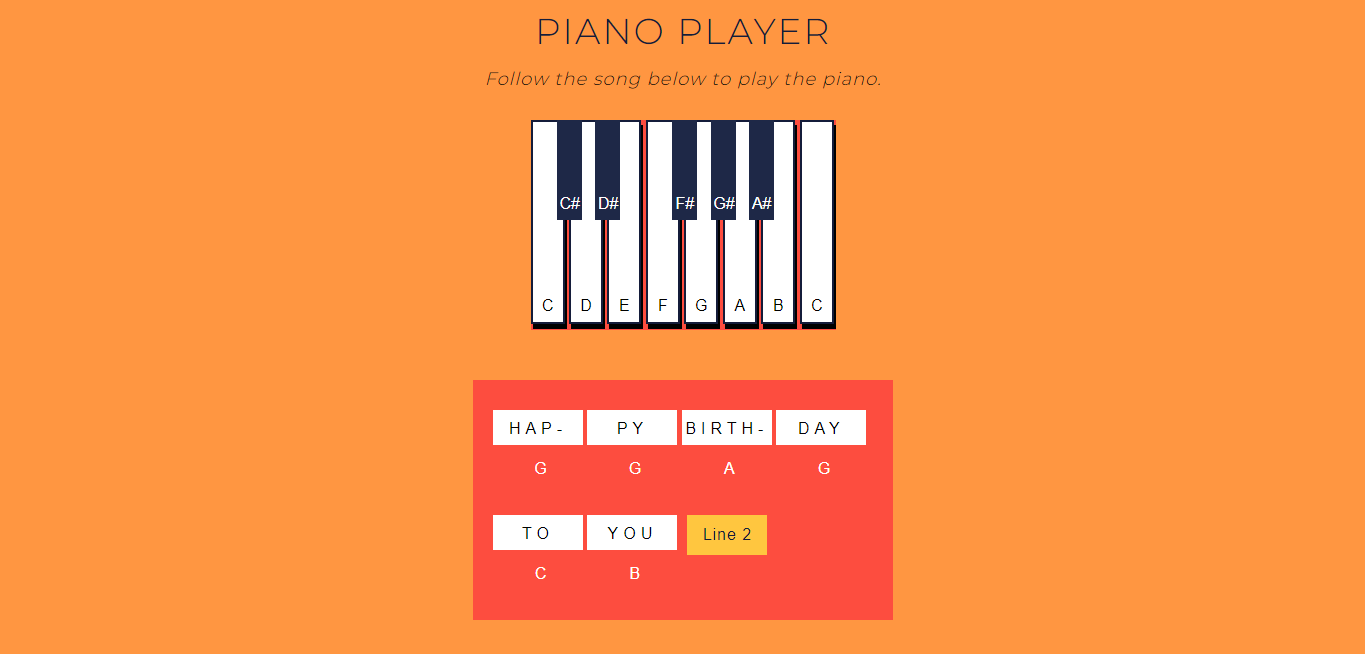 PIANO PLAYER
Follow the song below to play the piano.
C# D# F# G# A#
C D E F G A B C
HAP- PY BIRTH- DAY
G G A G
TO YOU Line 2
C B